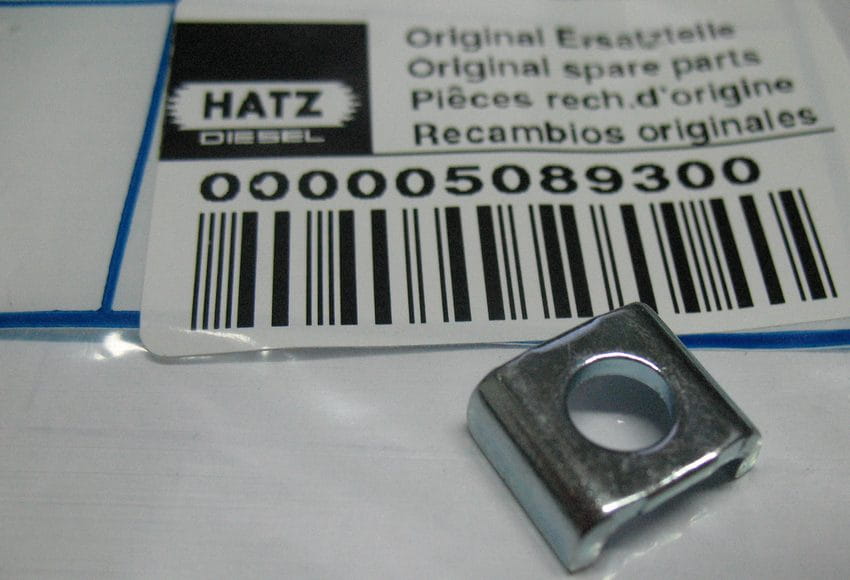 HATZ
DIESEL
Original Ersatzteile
Original spare parts
Pièces rech.d'origine
Recambios originales
000005089300